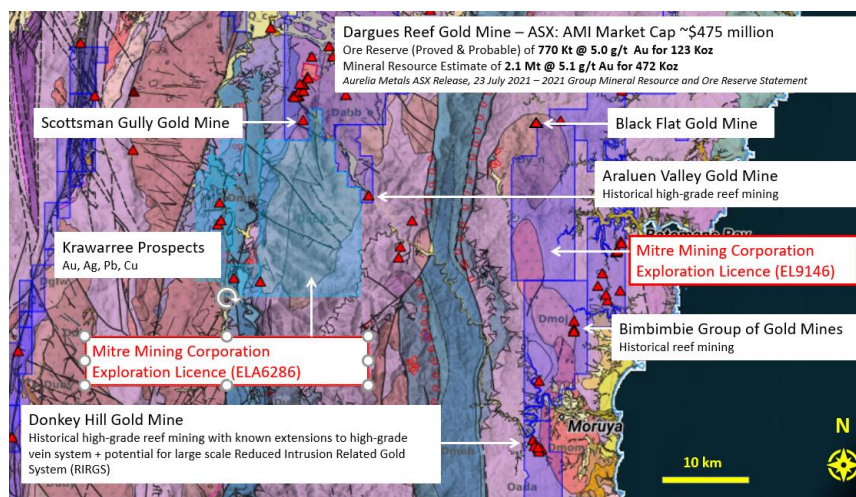 Dargues Reef Gold Mine – ASX: AMI Market Cap ~$475 million
Ore Reserve (Proved & Probable) of 770 Kt @ 5.0 g/t Au for 123 Koz
Mineral Resource Estimate of 2.1 Mt @ 5.1 g/t Au for 472 Koz
Aurelia Metals ASX Release, 23 July 2021 – 2021 Group Mineral Resource and Ore Reserve Statement
Scottsman Gully Gold Mine
Dabb e
Black Flat Gold Mine
Araluen Valley Gold Mine
Historical high-grade reef mining
Krawarree Prospects
Au, Ag, Pb, Cu
Mitre Mining Corporation
Exploration Licence (EL9146)
Dmoj
Bimbimbie Group of Gold Mines
Historical reef mining
Mitre Mining Corporation
Exploration Licence (ELA6286)
Donkey Hill Gold Mine
Historical high-grade reef mining with known extensions to high-grade
vein system + potential for large scale Reduced Intrusion Related Gold
System (RIRGS)
Moruya
Dmom
Dmeb
Oada
N
10 km